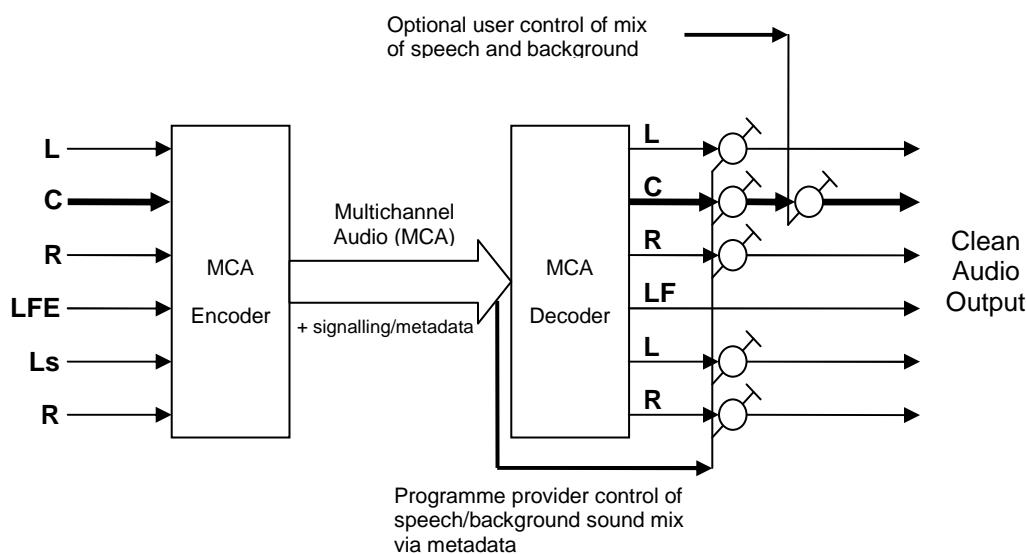 Optional user control of mix
of speech and background
L
C
R
LFE
Ls
R
MCA
Encoder
Multichannel
Audio (MCA)
+ signalling/metadata
MCA
Decoder
L
C
R
LF
L
R
Clean
Audio
Output
Programme provider control of
speech/background sound mix
via metadata